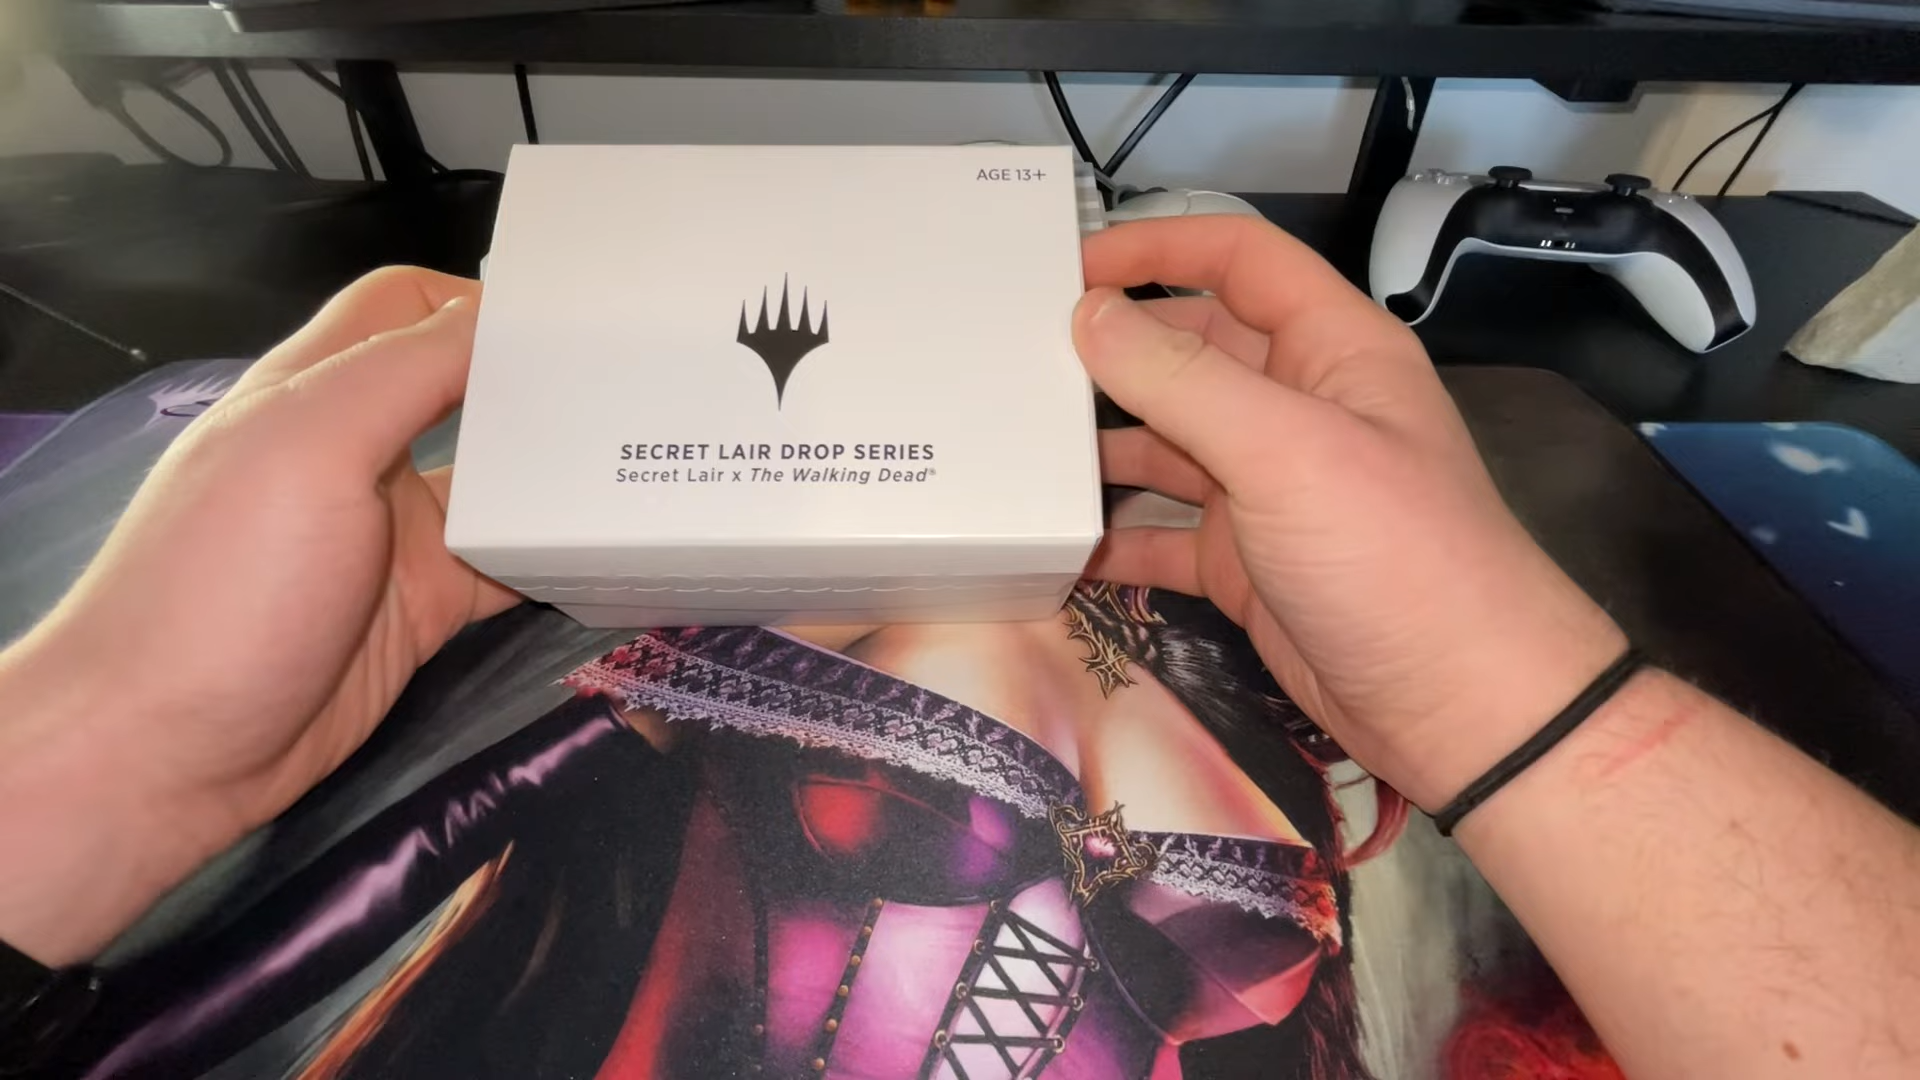 AGE 13+
SECRET LAIR DROP SERIES
Secret Lair x The Walking Dead®